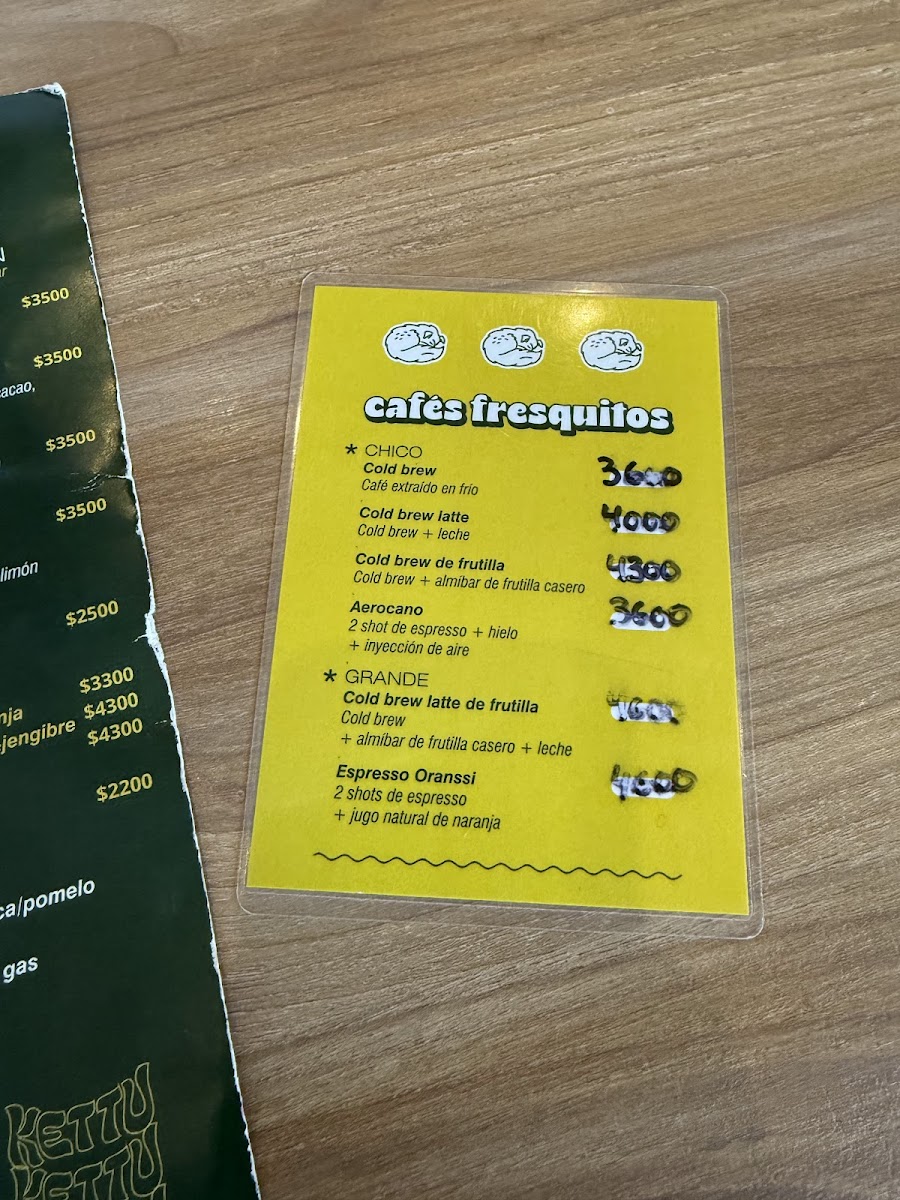 $3500
$3500
acao,
$3500
$3500
limón
$2500
$3300
nja $4300
jengibre $4300
$2200
ca/pomelo
gas
KETTU
KETTU
cafés fresquitos
* CHICO
Cold brew 3600
Café extraído en frío
Cold brew latte 4000
Cold brew + leche
Cold brew de frutilla 4300
Cold brew + almíbar de frutilla casero
Aerocano 3600
2 shot de espresso + hielo
+ inyección de aire
* GRANDE
Cold brew latte de frutilla
Cold brew
+ almíbar de frutilla casero + leche
Espresso Oranssi 4600
2 shots de espresso
+ jugo natural de naranja